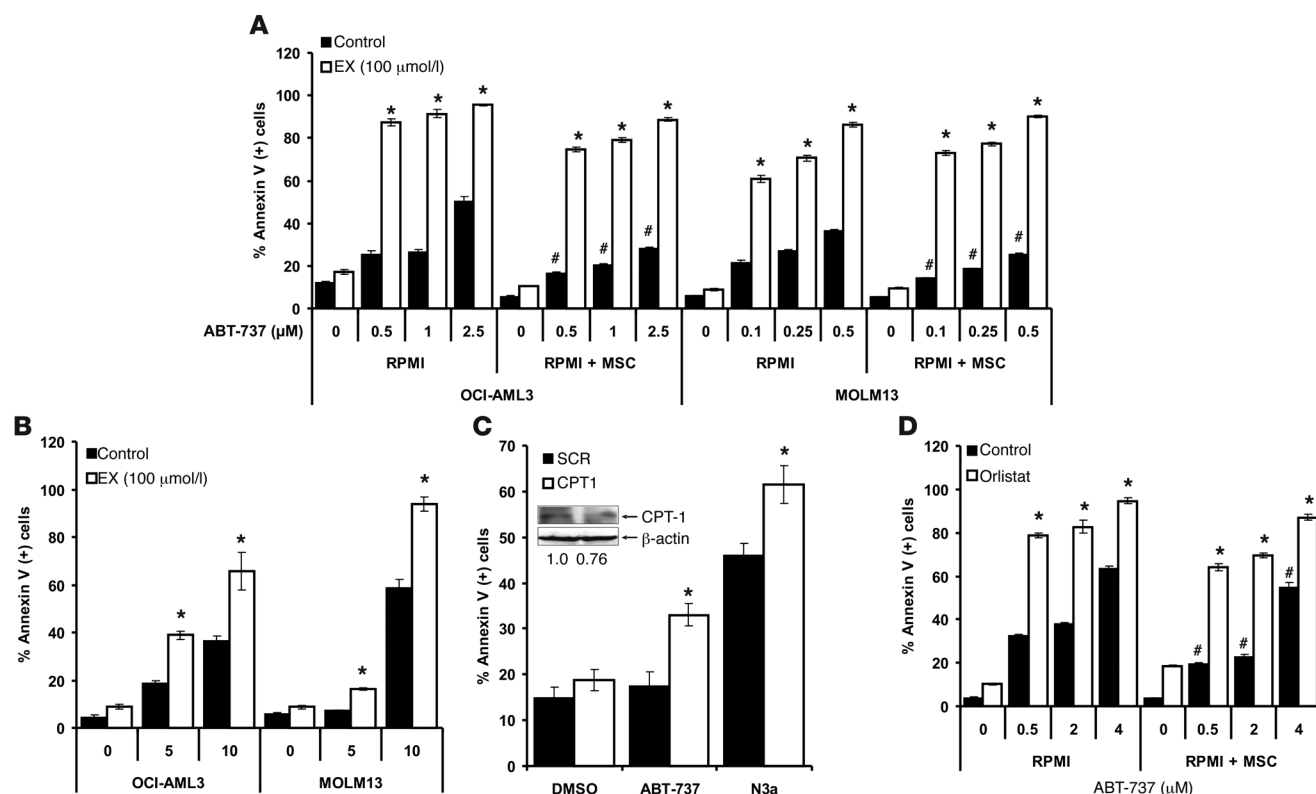 A
Control
EX (100 μmol/l)
% Annexin V (+) cells
120
100
80
60
40
20
0
* * * * * * * * * * * *
# # # # # #
ABT-737 (μM) 0 0.5 1 2.5 0 0.5 1 2.5 0 0.1 0.25 0.5 0 0.1 0.25 0.5
RPMI RPMI + MSC RPMI RPMI + MSC
OCI-AML3 MOLM13
B
Control
EX (100 μmol/l)
% Annexin V (+) cells
120
100
80
60
40
20
0
* * * *
0 5 10 0 5 10
OCI-AML3 MOLM13
C
SCR
CPT1
CPT-1
β-actin
1.0 0.76
% Annexin V (+) cells
70
60
50
40
30
20
10
0
* *
DMSO ABT-737 N3a
D
Control
Orlistat
% Annexin V (+) cells
120
100
80
60
40
20
0
* * * * * *
# # #
0 0.5 2 4 0 0.5 2 4
RPMI RPMI + MSC
ABT-737 (μM)